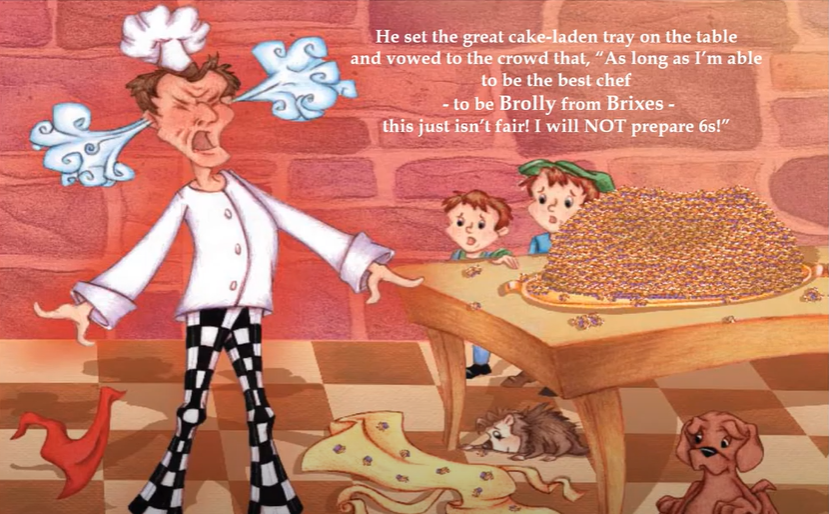 He set the great cake-laden tray on the table
and vowed to the crowd that, “As long as I’m able
to be the best chef
- to be Brolly from Brixes -
this just isn’t fair! I will NOT prepare 6s!”